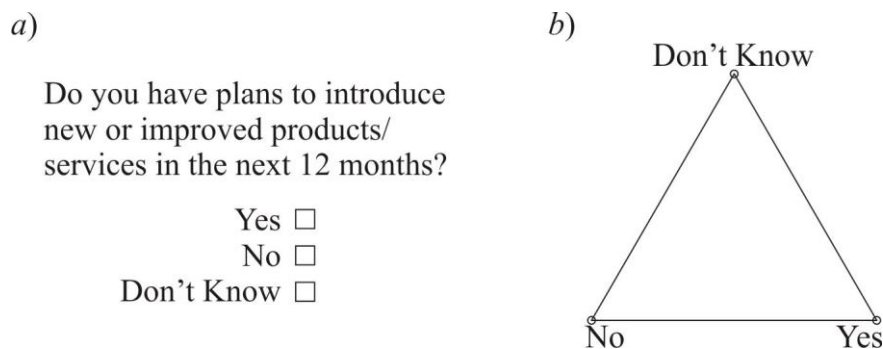 a)
Do you have plans to introduce
new or improved products/
services in the next 12 months?
Yes □
No □
Don’t Know □
b)
Don’t Know
No
Yes